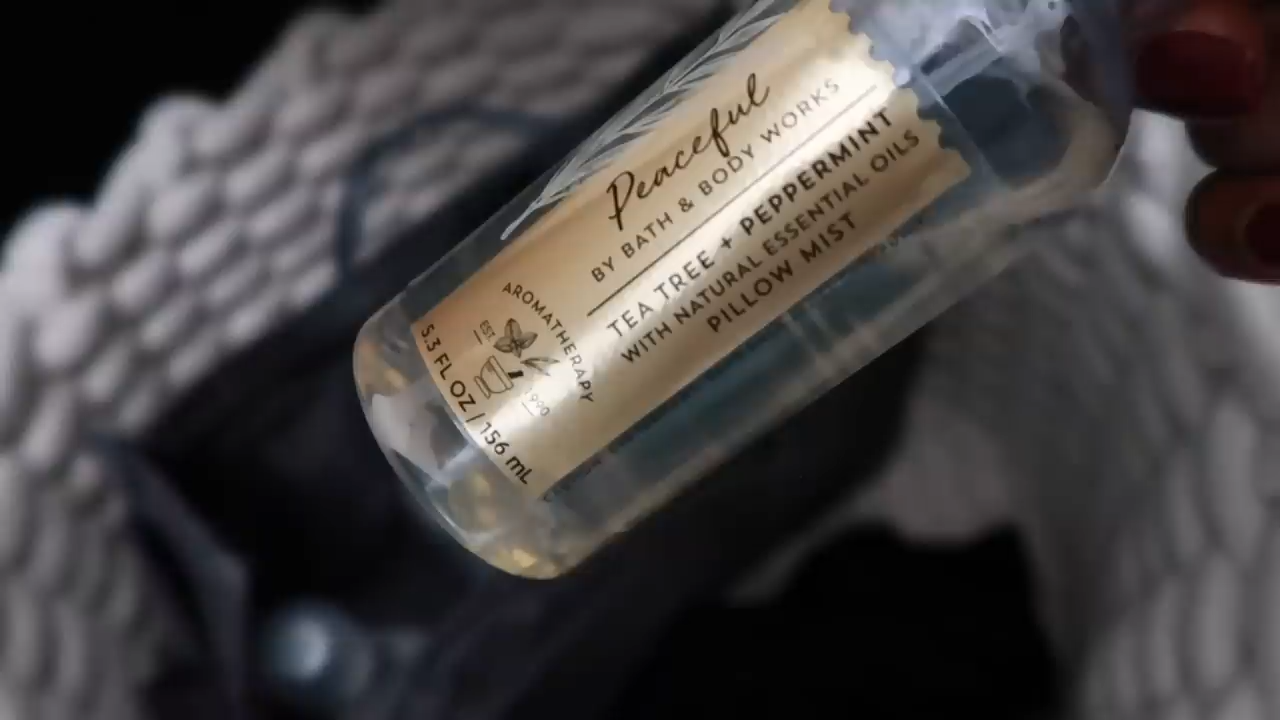 Peaceful
BY BATH & BODY WORKS
TEA TREE + PEPPERMINT
WITH NATURAL ESSENTIAL OILS
PILLOW MIST
AROMATHERAPY
EST 1990
5.3 FL OZ / 156 mL